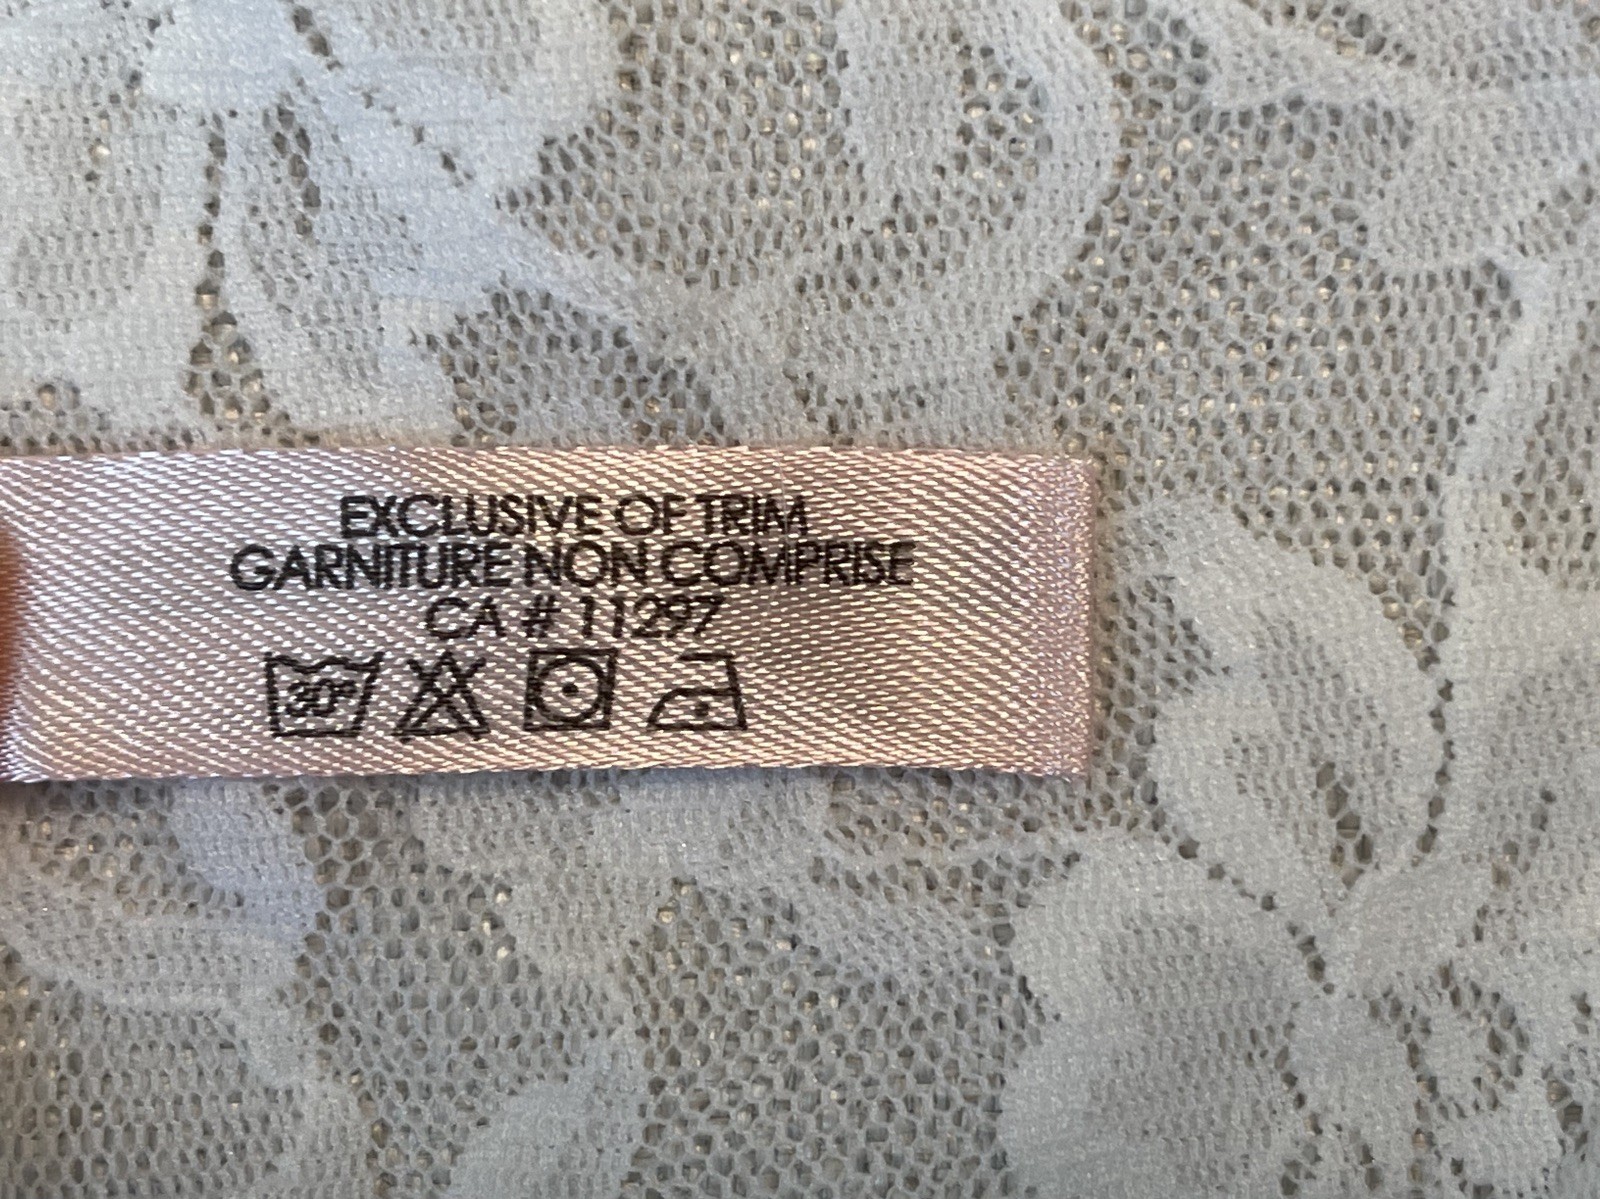 EXCLUSIVE OF TRIM
GARNITURE NON COMPRISE
CA # 11297
30°